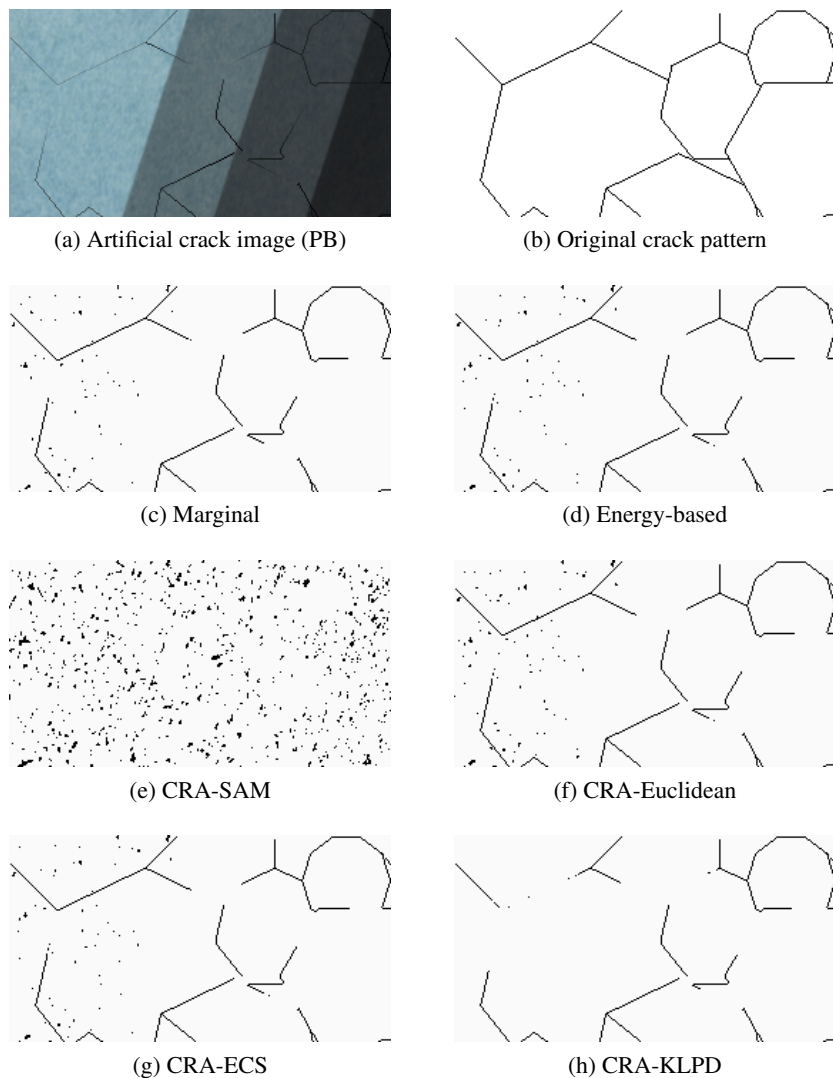 (a) Artificial crack image (PB)
(b) Original crack pattern
(c) Marginal
(d) Energy-based
(e) CRA-SAM
(f) CRA-Euclidean
(g) CRA-ECS
(h) CRA-KLPD